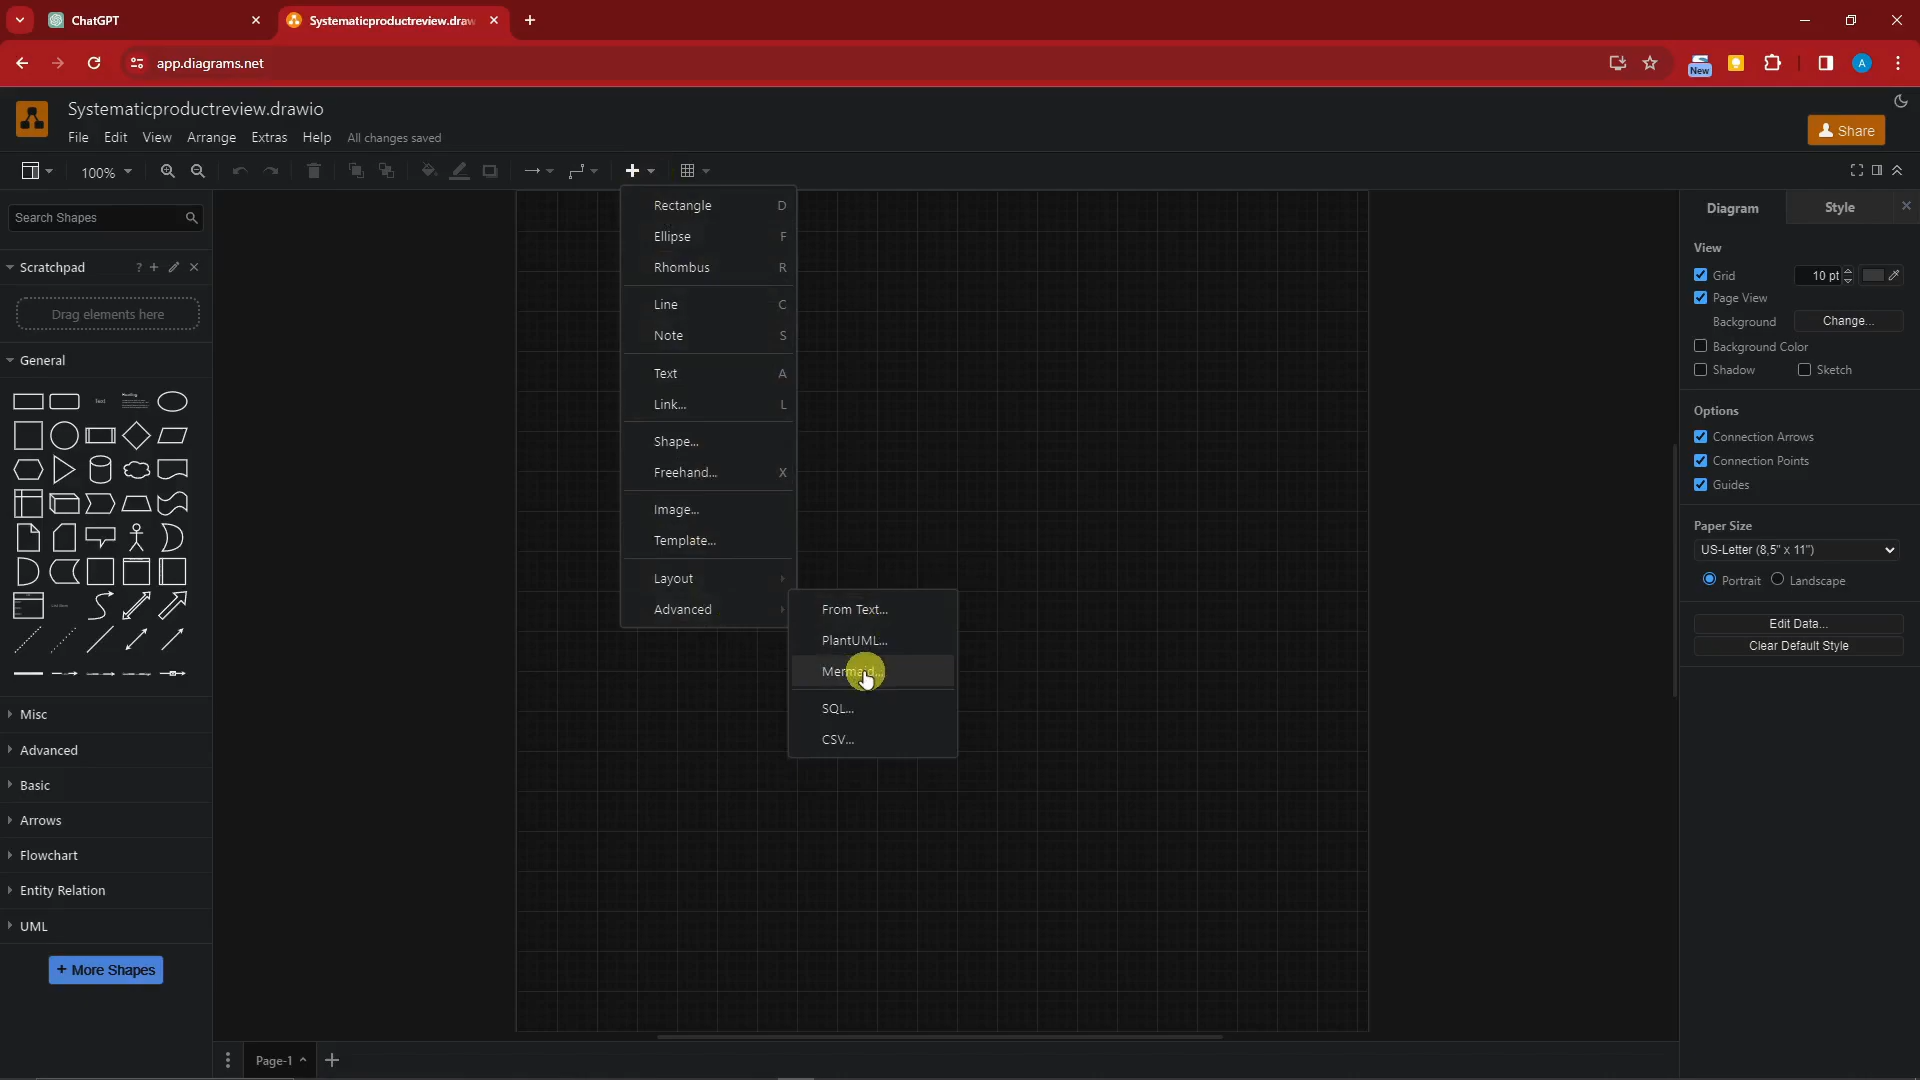 ChatGPT
Systematicproductreview.draw
app.diagrams.net
New
A
Systematicproductreview.drawio
File Edit View Arrange Extras Help All changes saved
Share
100%
Search Shapes
Scratchpad
?
Drag elements here
General
Text
Heading
Misc
Advanced
Basic
Arrows
Flowchart
Entity Relation
UML
+ More Shapes
Rectangle D
Ellipse F
Rhombus R
Line C
Note S
Text A
Link... L
Shape...
Freehand... X
Image...
Template...
Layout
Advanced
From Text...
PlantUML...
Mermaid...
SQL...
CSV...
Diagram Style
View
Grid 10 pt
Page View
Background Change...
Background Color
Shadow Sketch
Options
Connection Arrows
Connection Points
Guides
Paper Size
US-Letter (8,5" x 11")
Portrait Landscape
Edit Data...
Clear Default Style
Page-1